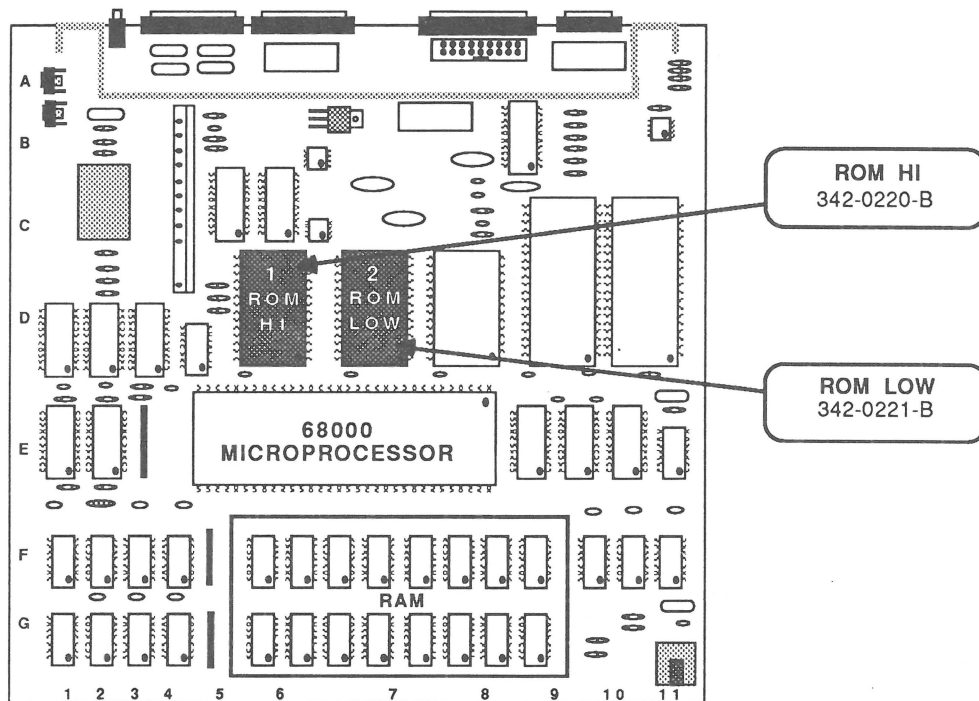 A
B
C
D
E
F
G
ROM HI
342-0220-B
1
ROM
HI
2
ROM
LOW
ROM LOW
342-0221-B
68000
MICROPROCESSOR
RAM
1 2 3 4 5 6 7 8 9 10 11